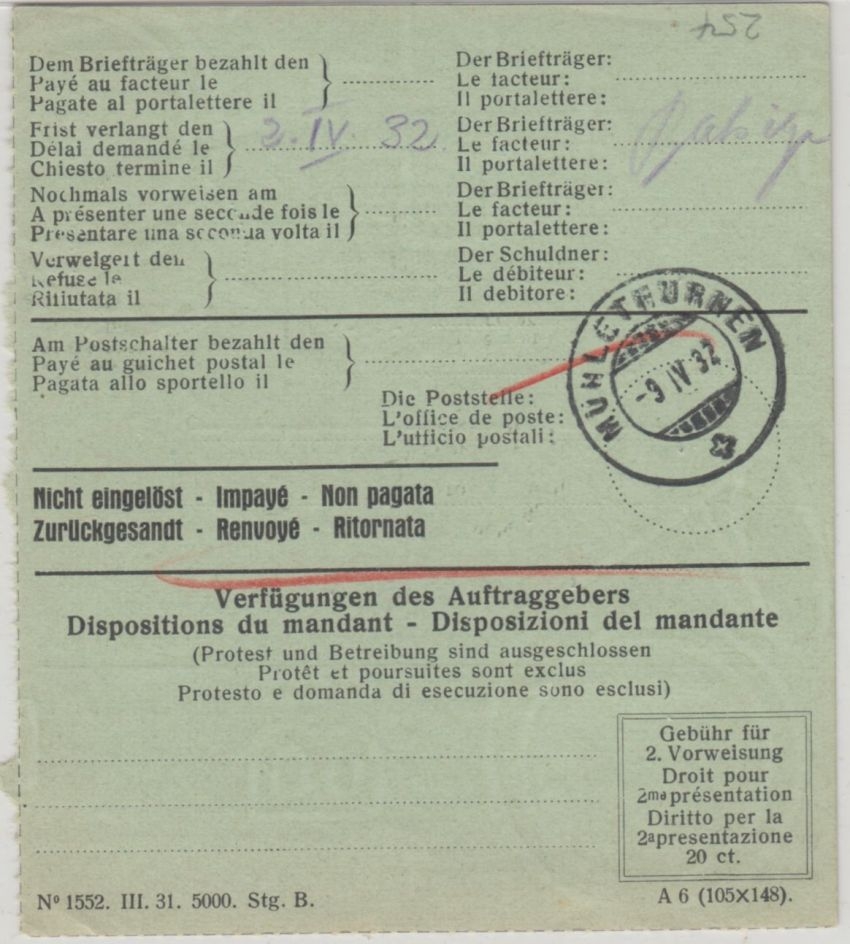 254
Dem Briefträger bezahlt den
Payé au facteur le
Pagate al portalettere il
Der Briefträger:
Le facteur:
Il portalettere:
Frist verlangt den
Délai demandé le
Chiesto termine il
2. IV. 32
Der Briefträger:
Le facteur:
Il portalettere:
Nochmals vorweisen am
A présenter une seconde fois le
Presentare una seconda volta il
Der Briefträger:
Le facteur:
Il portalettere:
Verweigert den
Refusé le
Rifiutata il
Der Schuldner:
Le débiteur:
Il debitore:
MÜHLETHURNEN
-9 IV 32
Am Postschalter bezahlt den
Payé au guichet postal le
Pagata allo sportello il
Die Poststelle:
L'office de poste:
L'ufficio postali:
Nicht eingelöst - Impayé - Non pagata
Zurückgesandt - Renvoyé - Ritornata
Verfügungen des Auftraggebers
Dispositions du mandant - Disposizioni del mandante
(Protest und Betreibung sind ausgeschlossen
Protêt et poursuites sont exclus
Protesto e domanda di esecuzione sono esclusi)
Gebühr für
2. Vorweisung
Droit pour
2me présentation
Diritto per la
2a presentazione
20 ct.
Nº 1552. III. 31. 5000. Stg. B.
A 6 (105×148).